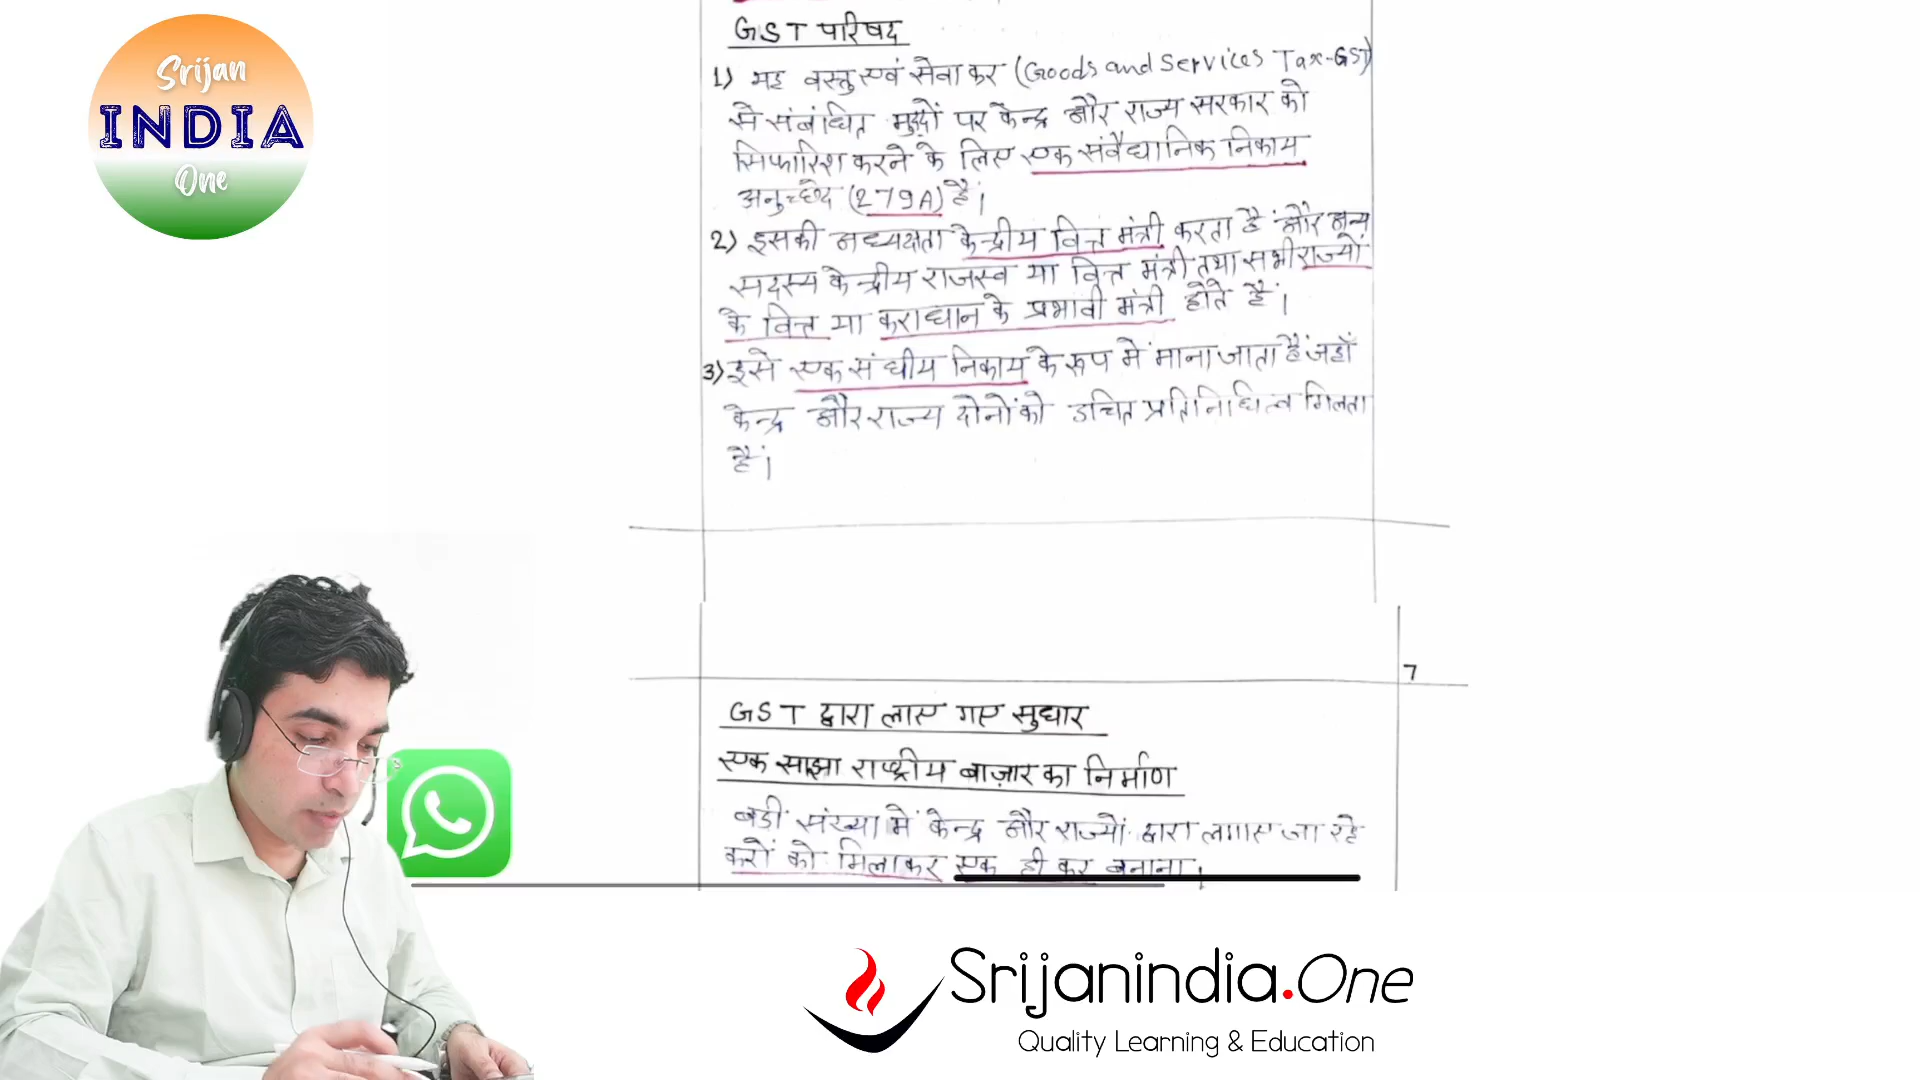 Srijan
INDIA
One
GST परिषद
1) यह वस्तु एवं सेवा कर (Goods and Services Tax-GST)
से संबंधित मुद्दों पर केन्द्र और राज्य सरकार को
सिफारिश करने के लिए एक संवैधानिक निकाय
अनुच्छेद (279A) है।
2) इसकी अध्यक्षता केन्द्रीय वित्त मंत्री करता है और अन्य
सदस्य केन्द्रीय राजस्व या वित्त मंत्री तथा सभी राज्यों
के वित्त या कराधान के प्रभावी मंत्री होते हैं।
3) इसे एक संघीय निकाय के रूप में माना जाता है जहाँ
केन्द्र और राज्य दोनों को उचित प्रतिनिधित्व मिलता
है।
7
GST द्वारा लाए गए सुधार
एक साझा राष्ट्रीय बाज़ार का निर्माण
बडी संख्या में केन्द्र और राज्यों द्वारा लगाए जा रहे
करों को मिलाकर एक ही कर बनाना।
Srijanindia.One
Quality Learning & Education